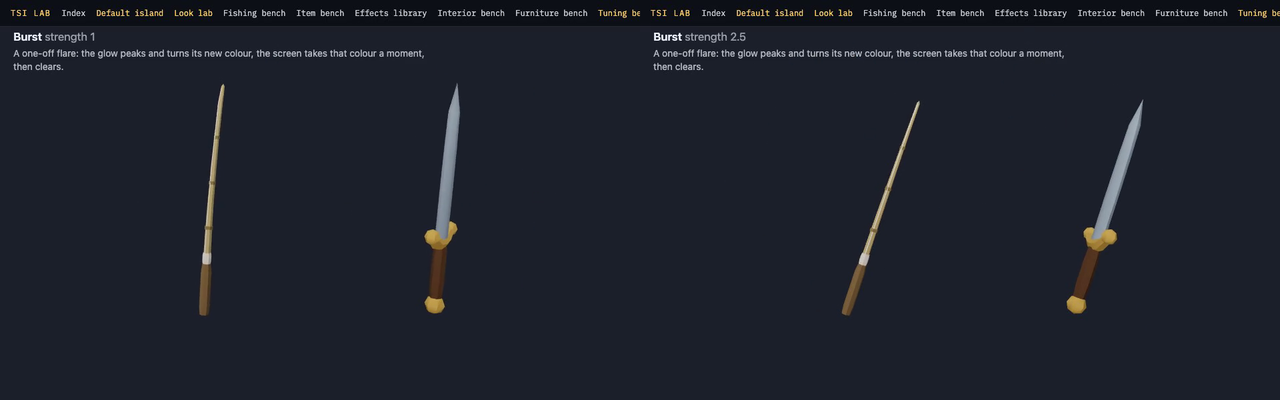 TSI LAB Index Default island Look lab Fishing bench Item bench Effects library Interior bench Furniture bench Tuning
Burst strength 1
A one-off flare: the glow peaks and turns its new colour, the screen takes that colour a moment,
then clears.
TSI LAB Index Default island Look lab Fishing bench Item bench Effects library Interior bench Furniture bench Tuning
Burst strength 2.5
A one-off flare: the glow peaks and turns its new colour, the screen takes that colour a moment,
then clears.